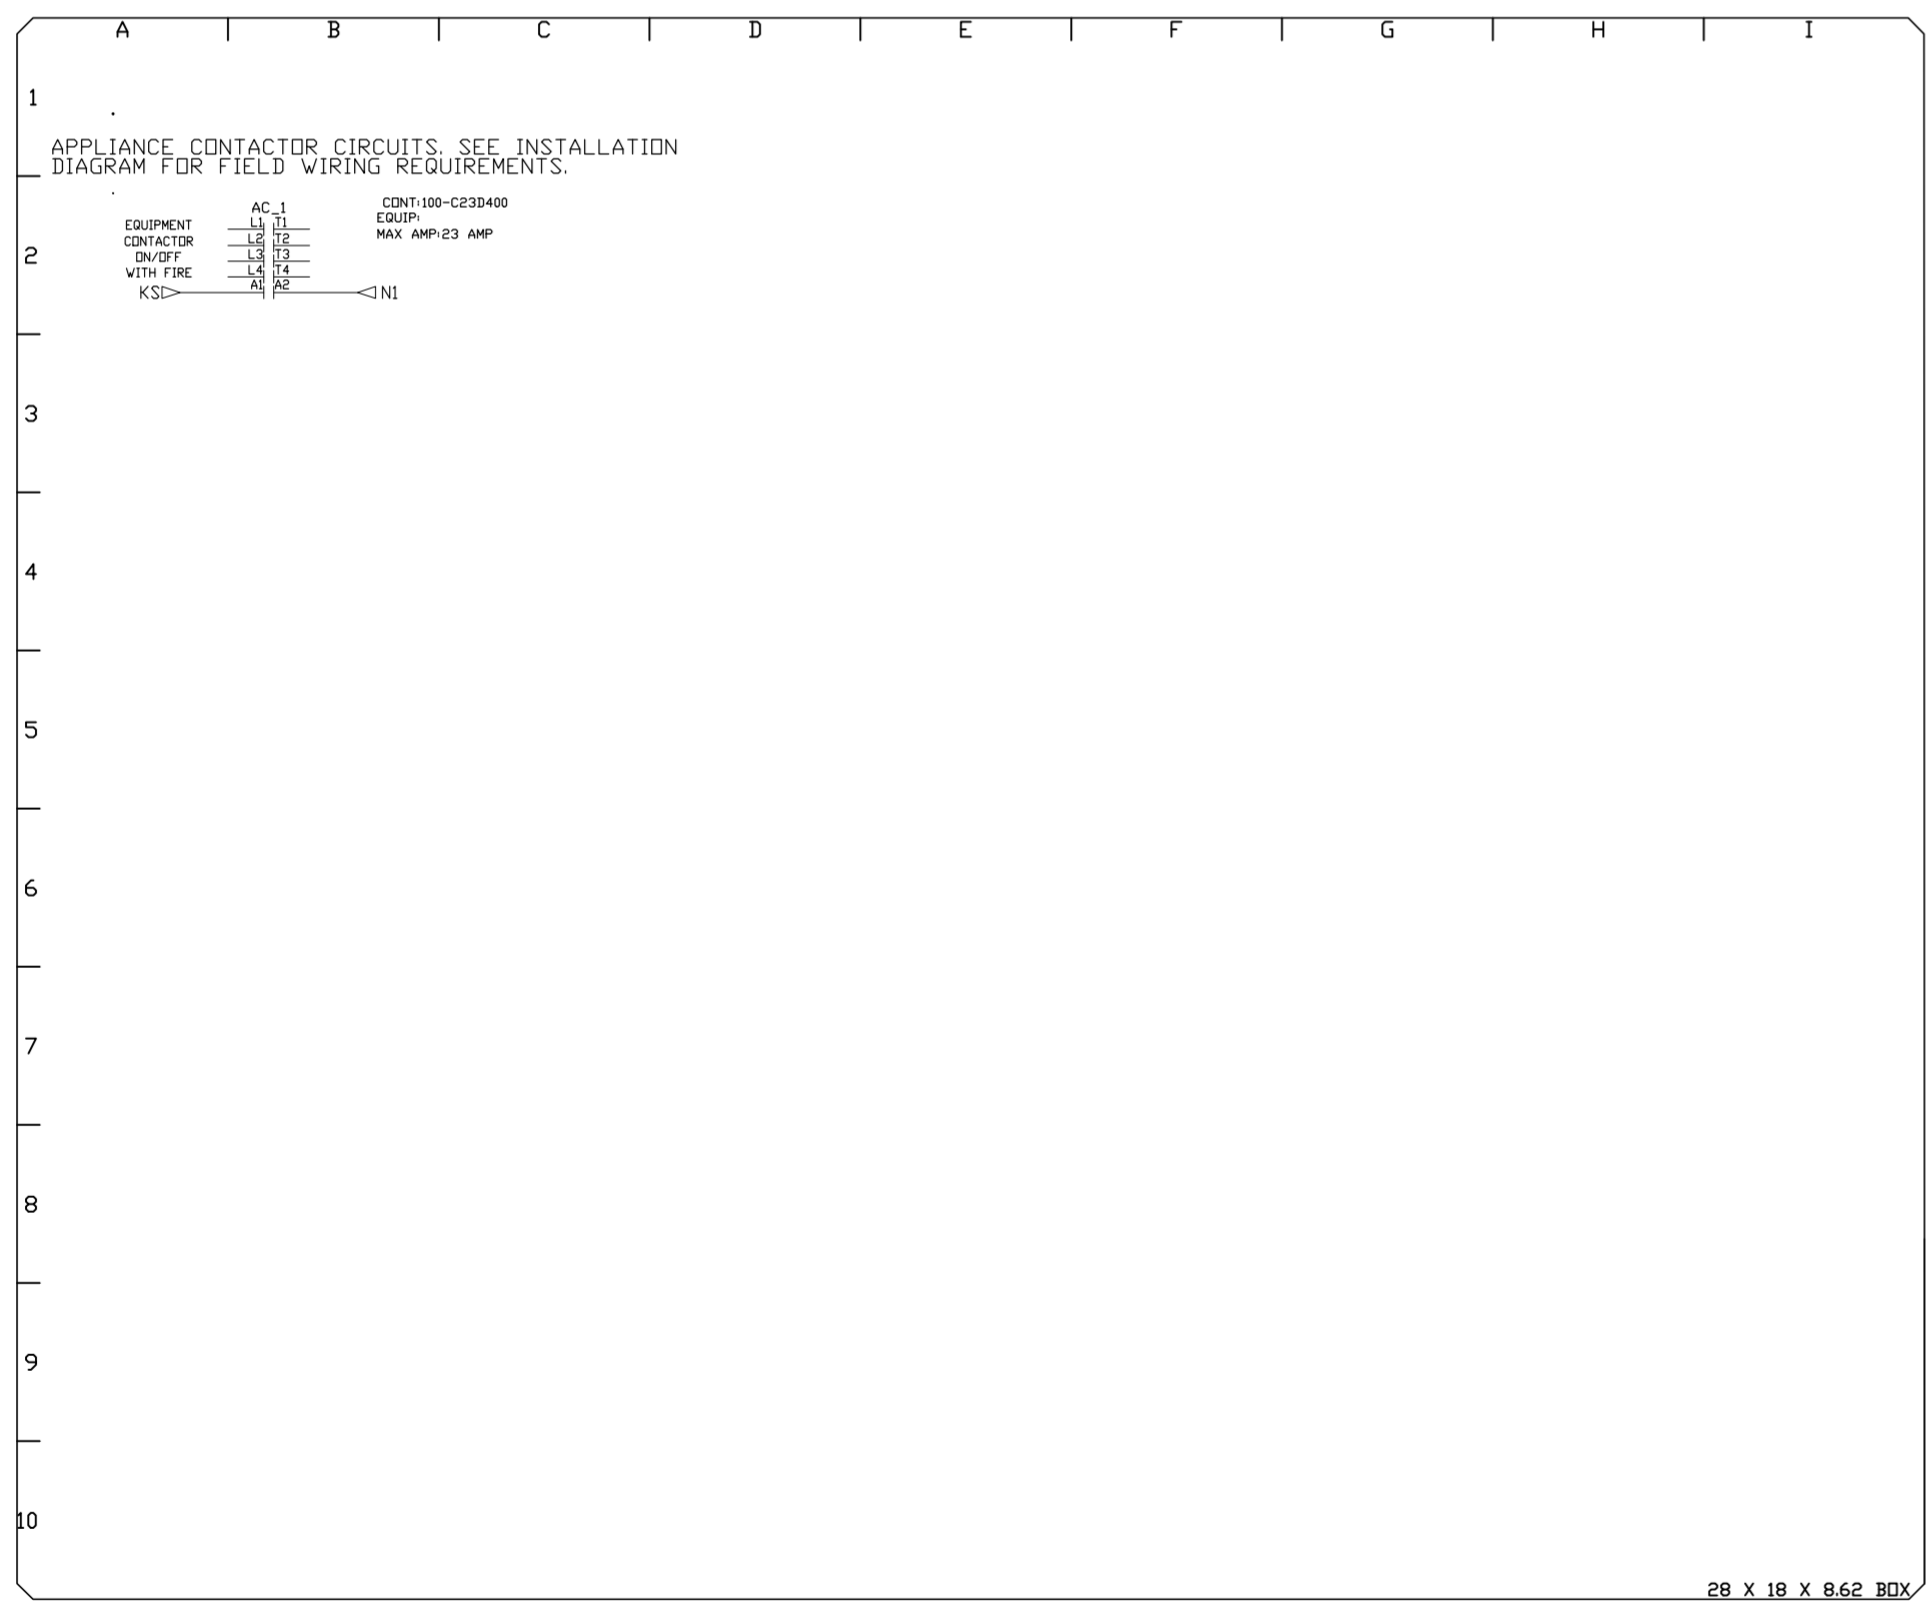 A B C D E F G H I
1
APPLIANCE CONTACTOR CIRCUITS. SEE INSTALLATION
DIAGRAM FOR FIELD WIRING REQUIREMENTS.
AC_1
CONT:100-C23D400
EQUIP:
MAX AMP:23 AMP
EQUIPMENT
CONTACTOR
ON/OFF
WITH FIRE
L1 T1
L2 T2
L3 T3
L4 T4
KS A1 A2 N1
2
3
4
5
6
7
8
9
10
28 X 18 X 8.62 BOX